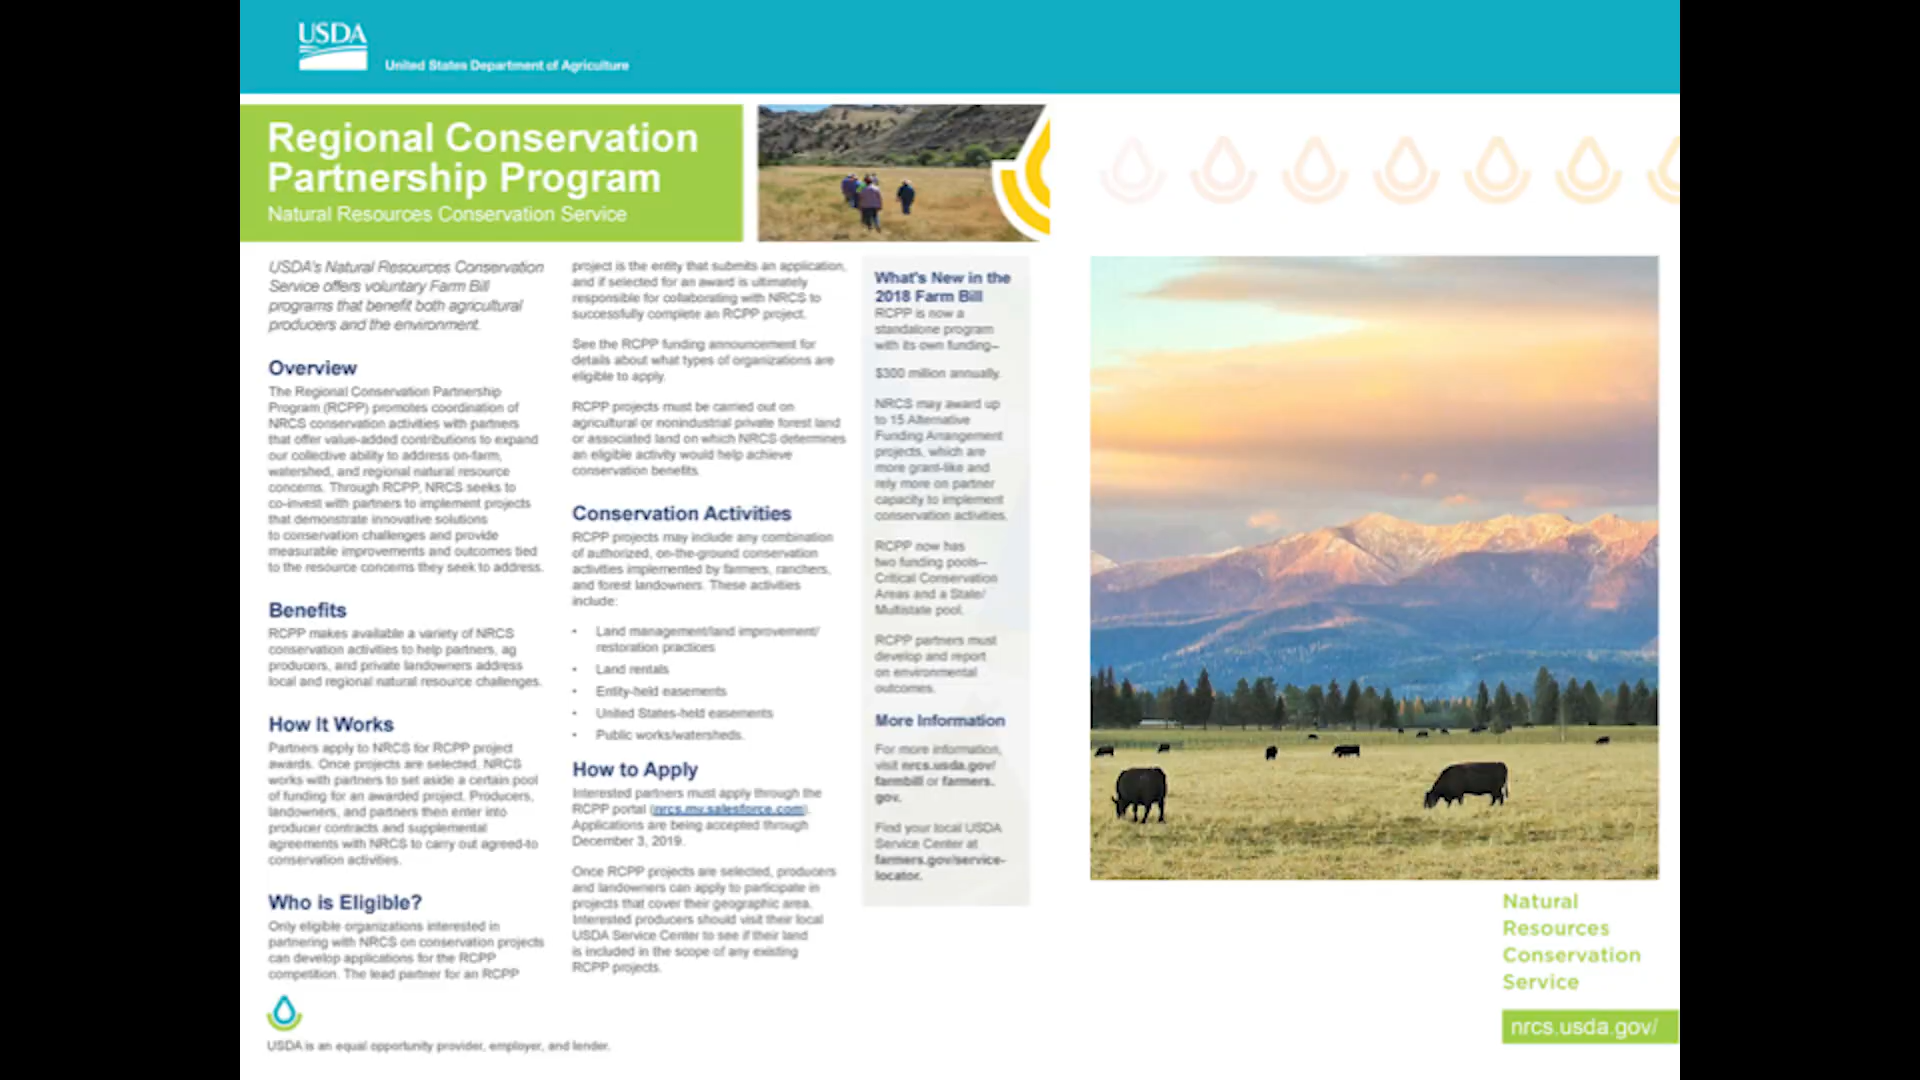 USDA
United States Department of Agriculture
Regional Conservation
Partnership Program
Natural Resources Conservation Service
USDA's Natural Resources Conservation
Service offers voluntary Farm Bill
programs that benefit both agricultural
producers and the environment.
Overview
The Regional Conservation Partnership
Program (RCPP) promotes coordination of
NRCS conservation activities with partners
that offer value-added contributions to expand
our collective ability to address on-farm,
watershed, and regional natural resource
concerns. Through RCPP, NRCS seeks to
co-invest with partners to implement projects
that demonstrate innovative solutions
to conservation challenges and provide
measurable improvements and outcomes tied
to the resource concerns they seek to address.
Benefits
RCPP makes available a variety of NRCS
conservation activities to help partners, ag
producers, and private landowners address
local and regional natural resource challenges.
How It Works
Partners apply to NRCS for RCPP project
awards. Once projects are selected, NRCS
works with partners to set aside a certain pool
of funding for an awarded project. Producers,
landowners, and partners then enter into
producer contracts and supplemental
agreements with NRCS to carry out agreed-to
conservation activities.
Who is Eligible?
Only eligible organizations interested in
partnering with NRCS on conservation projects
can develop applications for the RCPP
competition. The lead partner for an RCPP
project is the entity that submits an application,
and if selected for an award is ultimately
responsible for collaborating with NRCS to
successfully complete an RCPP project.
See the RCPP funding announcement for
details about what types of organizations are
eligible to apply.
RCPP projects must be carried out on
agricultural or nonindustrial private forest land
or associated land on which NRCS determines
an eligible activity would help achieve
conservation benefits.
Conservation Activities
RCPP projects may include any combination
of authorized, on-the-ground conservation
activities implemented by farmers, ranchers,
and forest landowners. These activities
include:
• Land management/land improvement/
restoration practices
• Land rentals
• Entity-held easements
• United States-held easements
• Public works/watersheds.
How to Apply
Interested partners must apply through the
RCPP portal (nrcs.my.salesforce.com).
Applications are being accepted through
December 3, 2019.
Once RCPP projects are selected, producers
and landowners can apply to participate in
projects that cover their geographic area.
Interested producers should visit their local
USDA Service Center to see if their land
is included in the scope of any existing
RCPP projects.
What's New in the
2018 Farm Bill
RCPP is now a
standalone program
with its own funding—
$300 million annually.
NRCS may award up
to 15 Alternative
Funding Arrangement
projects, which are
more grant-like and
rely more on partner
capacity to implement
conservation activities.
RCPP now has
two funding pools—
Critical Conservation
Areas and a State/
Multistate pool.
RCPP partners must
develop and report
on environmental
outcomes.
More Information
For more information,
visit nrcs.usda.gov/
farmbill or farmers.
gov.
Find your local USDA
Service Center at
farmers.gov/service-
locator.
USDA is an equal opportunity provider, employer, and lender.
Natural
Resources
Conservation
Service
nrcs.usda.gov/